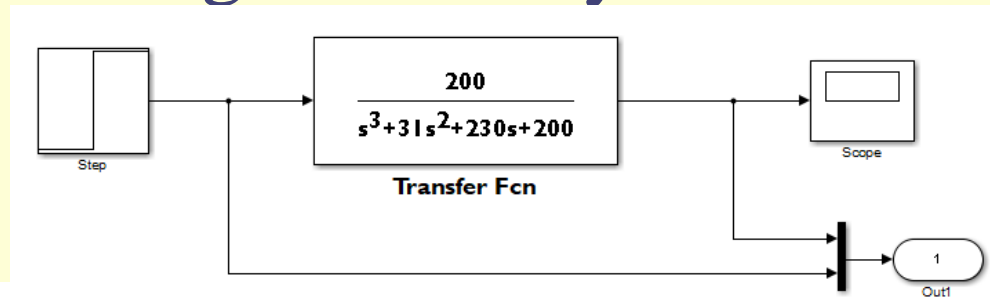 200
s³+31s²+230s+200
Step
Transfer Fcn
Scope
1
Out1